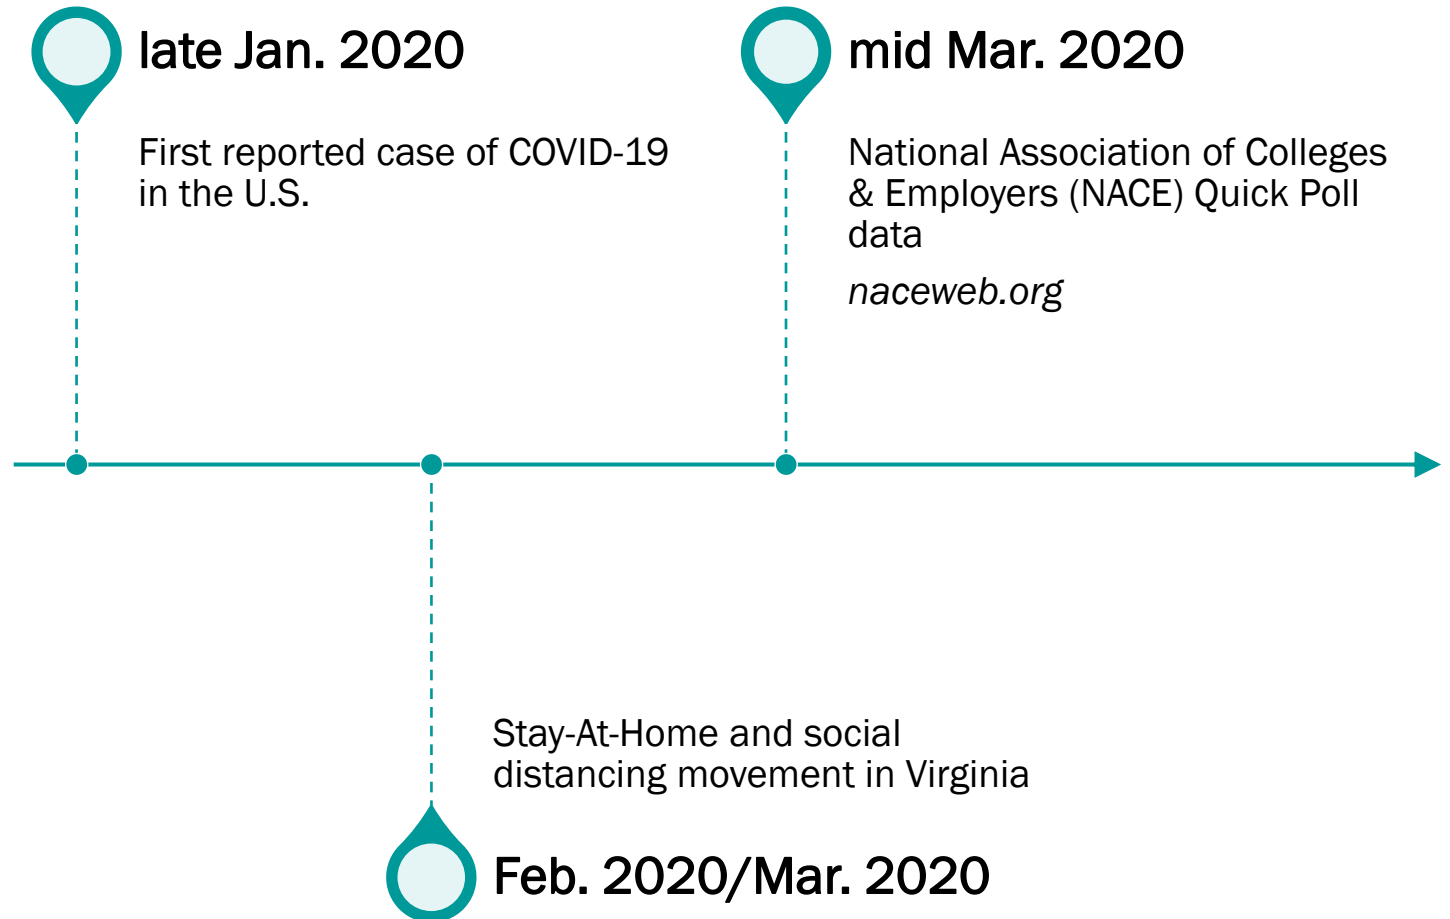 late Jan. 2020
First reported case of COVID-19
in the U.S.
mid Mar. 2020
National Association of Colleges
& Employers (NACE) Quick Poll
data
naceweb.org
Stay-At-Home and social
distancing movement in Virginia
Feb. 2020/Mar. 2020